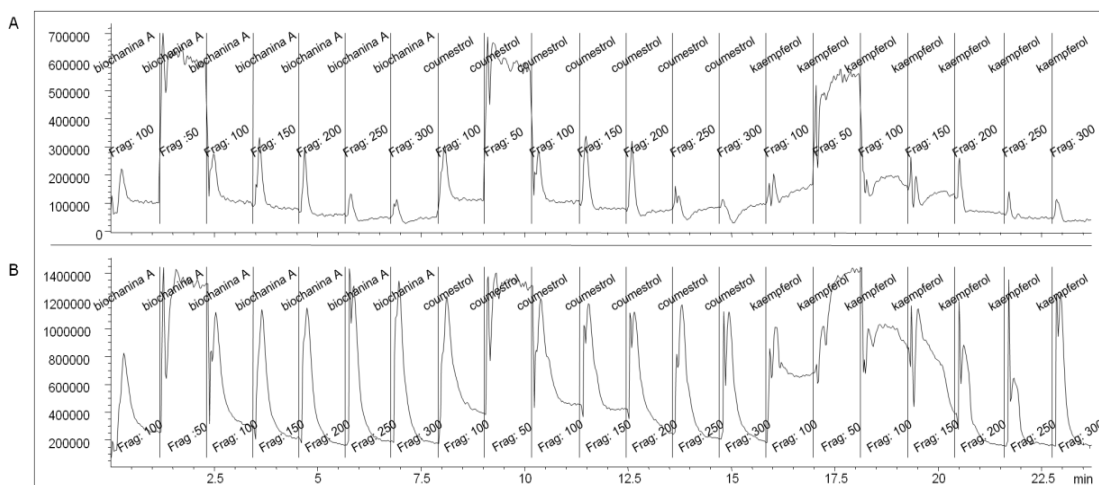 A
700000
600000
500000
400000
300000
200000
100000
0
biochanina A biochanina A biochanina A biochanina A biochanina A biochanina A biochanina A coumestrol coumestrol coumestrol coumestrol coumestrol coumestrol coumestrol kaempferol kaempferol kaempferol kaempferol kaempferol kaempferol kaempferol
Frag: 100 Frag :50 Frag: 100 Frag: 150 Frag: 200 Frag: 250 Frag: 300 Frag: 100 Frag: 50 Frag: 100 Frag: 150 Frag: 200 Frag: 250 Frag: 300 Frag: 100 Frag: 50 Frag: 100 Frag: 150 Frag: 200 Frag: 250 Frag: 300
B
1400000
1200000
1000000
800000
600000
400000
200000
biochanina A biochanina A biochanina A biochanina A biochanina A biochanina A biochanina A coumestrol coumestrol coumestrol coumestrol coumestrol coumestrol coumestrol kaempferol kaempferol kaempferol kaempferol kaempferol kaempferol kaempferol
Frag: 100 Frag :50 Frag: 100 Frag: 150 Frag: 200 Frag: 250 Frag: 300 Frag: 100 Frag: 50 Frag: 100 Frag: 150 Frag: 200 Frag: 250 Frag: 300 Frag: 100 Frag: 50 Frag: 100 Frag: 150 Frag: 200 Frag: 250 Frag: 300
2.5 5 7.5 10 12.5 15 17.5 20 22.5 min